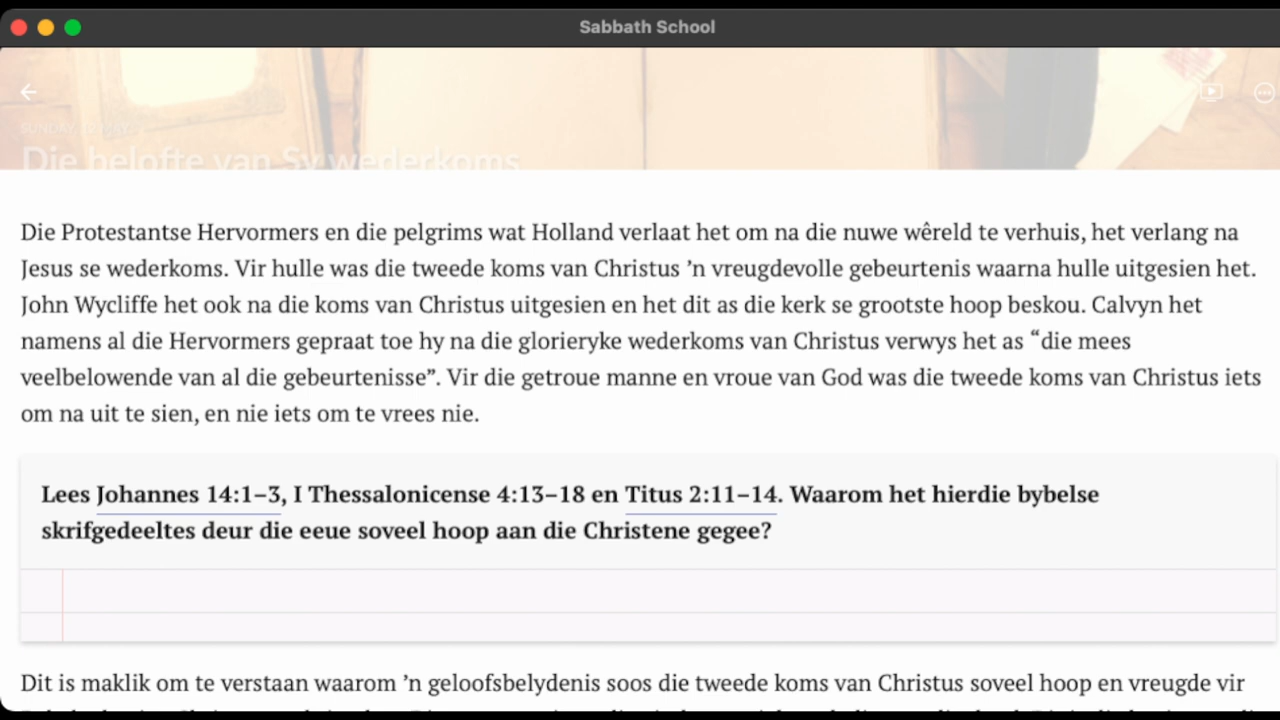 Sabbath School
SUNDAY, 12 MAY
Die belofte van Sy wederkoms
Die Protestantse Hervormers en die pelgrims wat Holland verlaat het om na die nuwe wêreld te verhuis, het verlang na
Jesus se wederkoms. Vir hulle was die tweede koms van Christus ’n vreugdevolle gebeurtenis waarna hulle uitgesien het.
John Wycliffe het ook na die koms van Christus uitgesien en het dit as die kerk se grootste hoop beskou. Calvyn het
namens al die Hervormers gepraat toe hy na die glorieryke wederkoms van Christus verwys het as “die mees
veelbelowende van al die gebeurtenisse”. Vir die getroue manne en vroue van God was die tweede koms van Christus iets
om na uit te sien, en nie iets om te vrees nie.
Lees Johannes 14:1–3, I Thessalonicense 4:13–18 en Titus 2:11–14. Waarom het hierdie bybelse
skrifgedeeltes deur die eeue soveel hoop aan die Christene gegee?
Dit is maklik om te verstaan waarom ’n geloofsbelydenis soos die tweede koms van Christus soveel hoop en vreugde vir